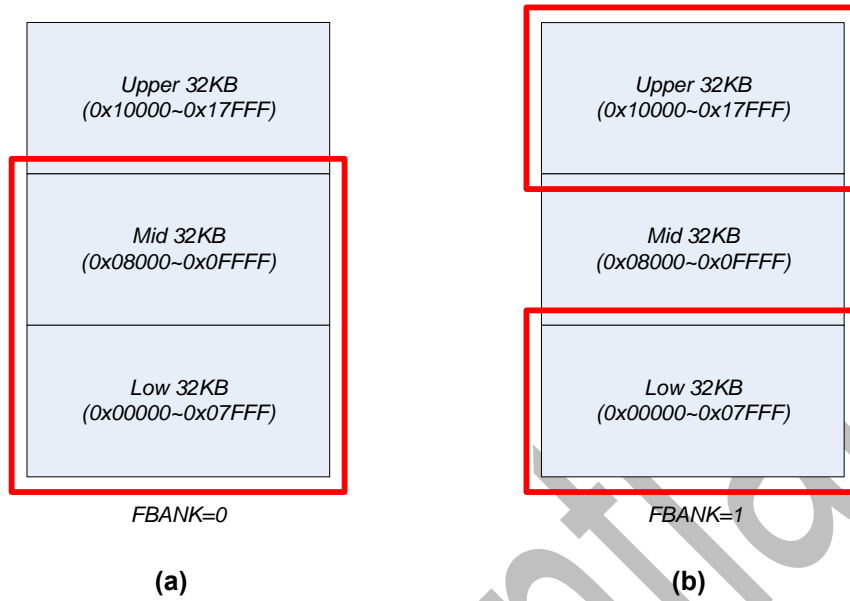 Upper 32KB
(0x10000~0x17FFF)
Mid 32KB
(0x08000~0x0FFFF)
Low 32KB
(0x00000~0x07FFF)
FBANK=0
(a)
Upper 32KB
(0x10000~0x17FFF)
Mid 32KB
(0x08000~0x0FFFF)
Low 32KB
(0x00000~0x07FFF)
FBANK=1
(b)